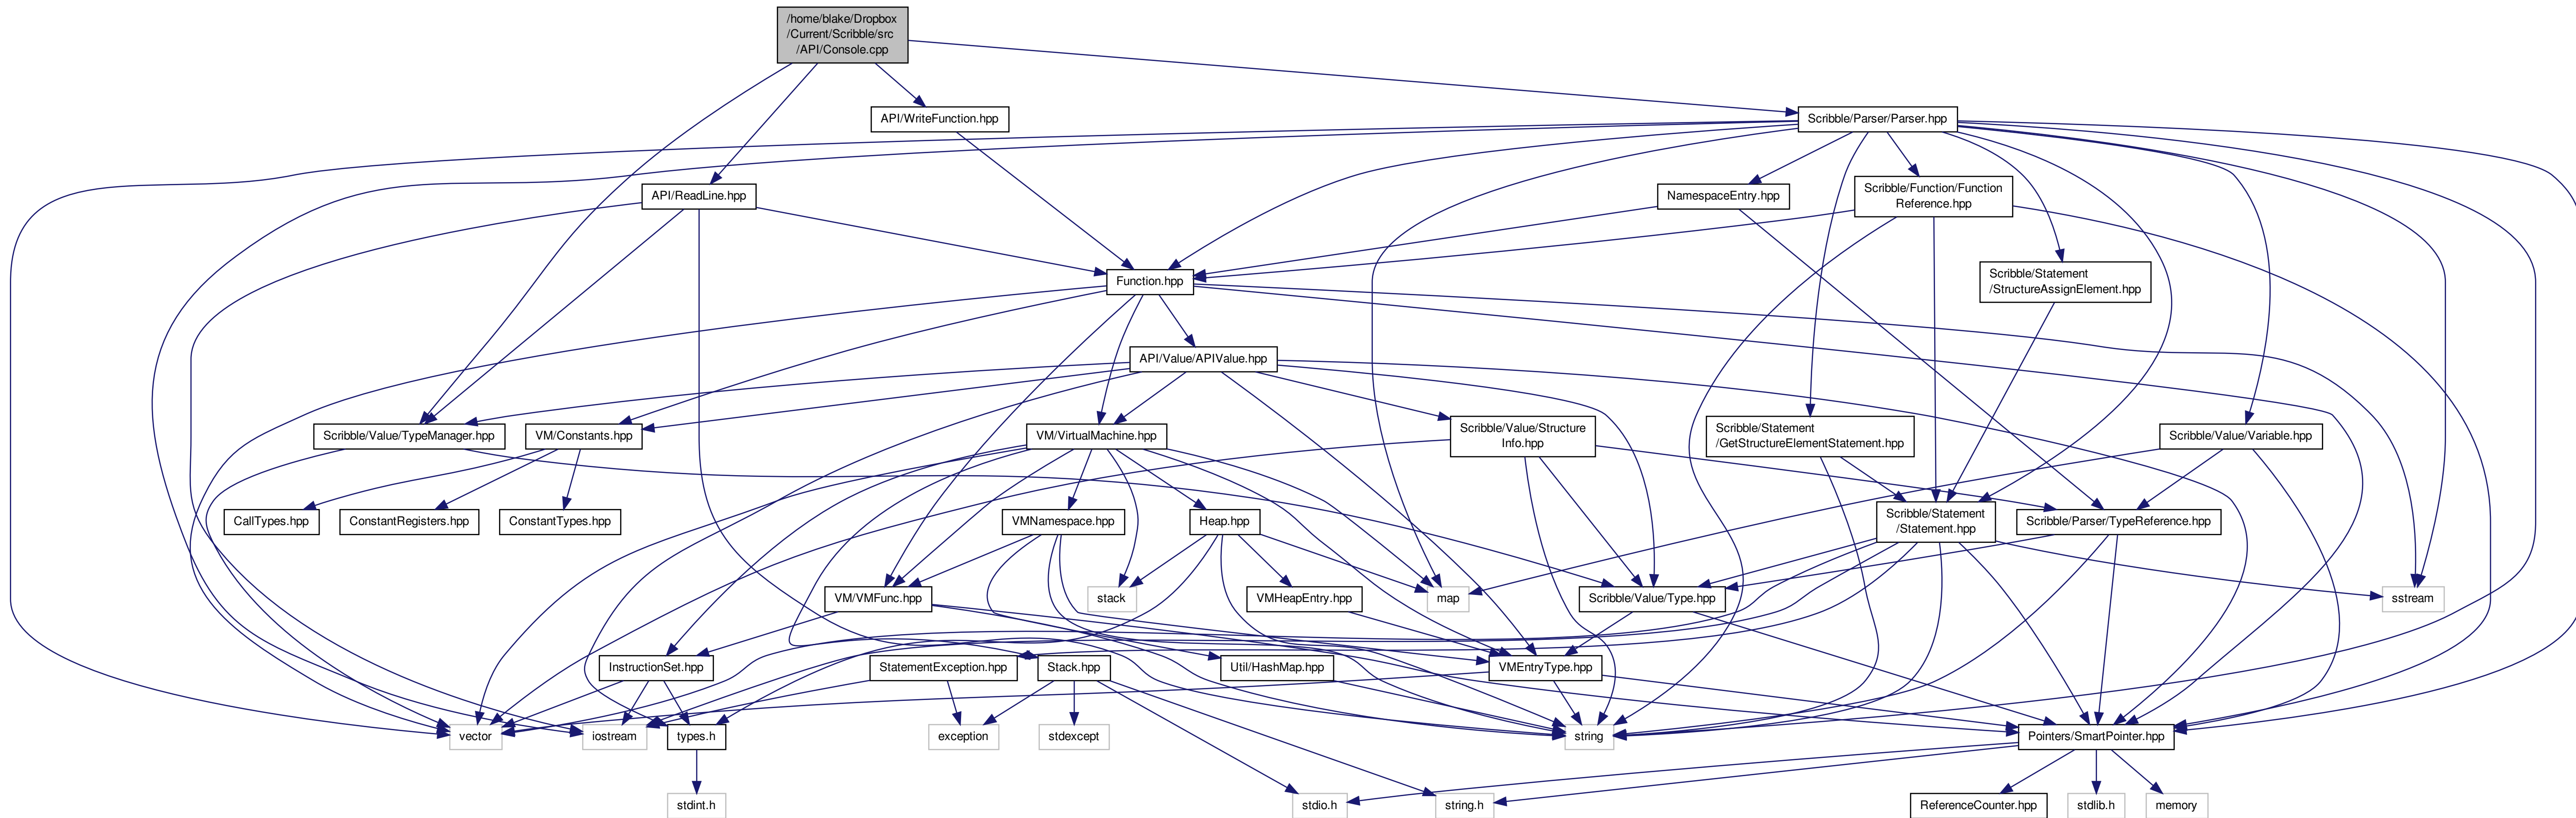 /home/blake/Dropbox
/Current/Scribble/src
/API/Console.cpp
API/WriteFunction.hpp
Scribble/Parser/Parser.hpp
API/ReadLine.hpp
NamespaceEntry.hpp
Scribble/Function/Function
Reference.hpp
Function.hpp
Scribble/Statement
/StructureAssignElement.hpp
API/Value/APIValue.hpp
Scribble/Value/TypeManager.hpp
VM/Constants.hpp
VM/VirtualMachine.hpp
Scribble/Value/Structure
Info.hpp
Scribble/Statement
/GetStructureElementStatement.hpp
Scribble/Value/Variable.hpp
CallTypes.hpp
ConstantRegisters.hpp
ConstantTypes.hpp
VMNamespace.hpp
Heap.hpp
Scribble/Statement
/Statement.hpp
Scribble/Parser/TypeReference.hpp
VM/VMFunc.hpp
stack
VMHeapEntry.hpp
map
Scribble/Value/Type.hpp
sstream
InstructionSet.hpp
StatementException.hpp
Stack.hpp
Util/HashMap.hpp
VMEntryType.hpp
vector
iostream
types.h
exception
stdexcept
string
Pointers/SmartPointer.hpp
stdint.h
stdio.h
string.h
ReferenceCounter.hpp
stdlib.h
memory